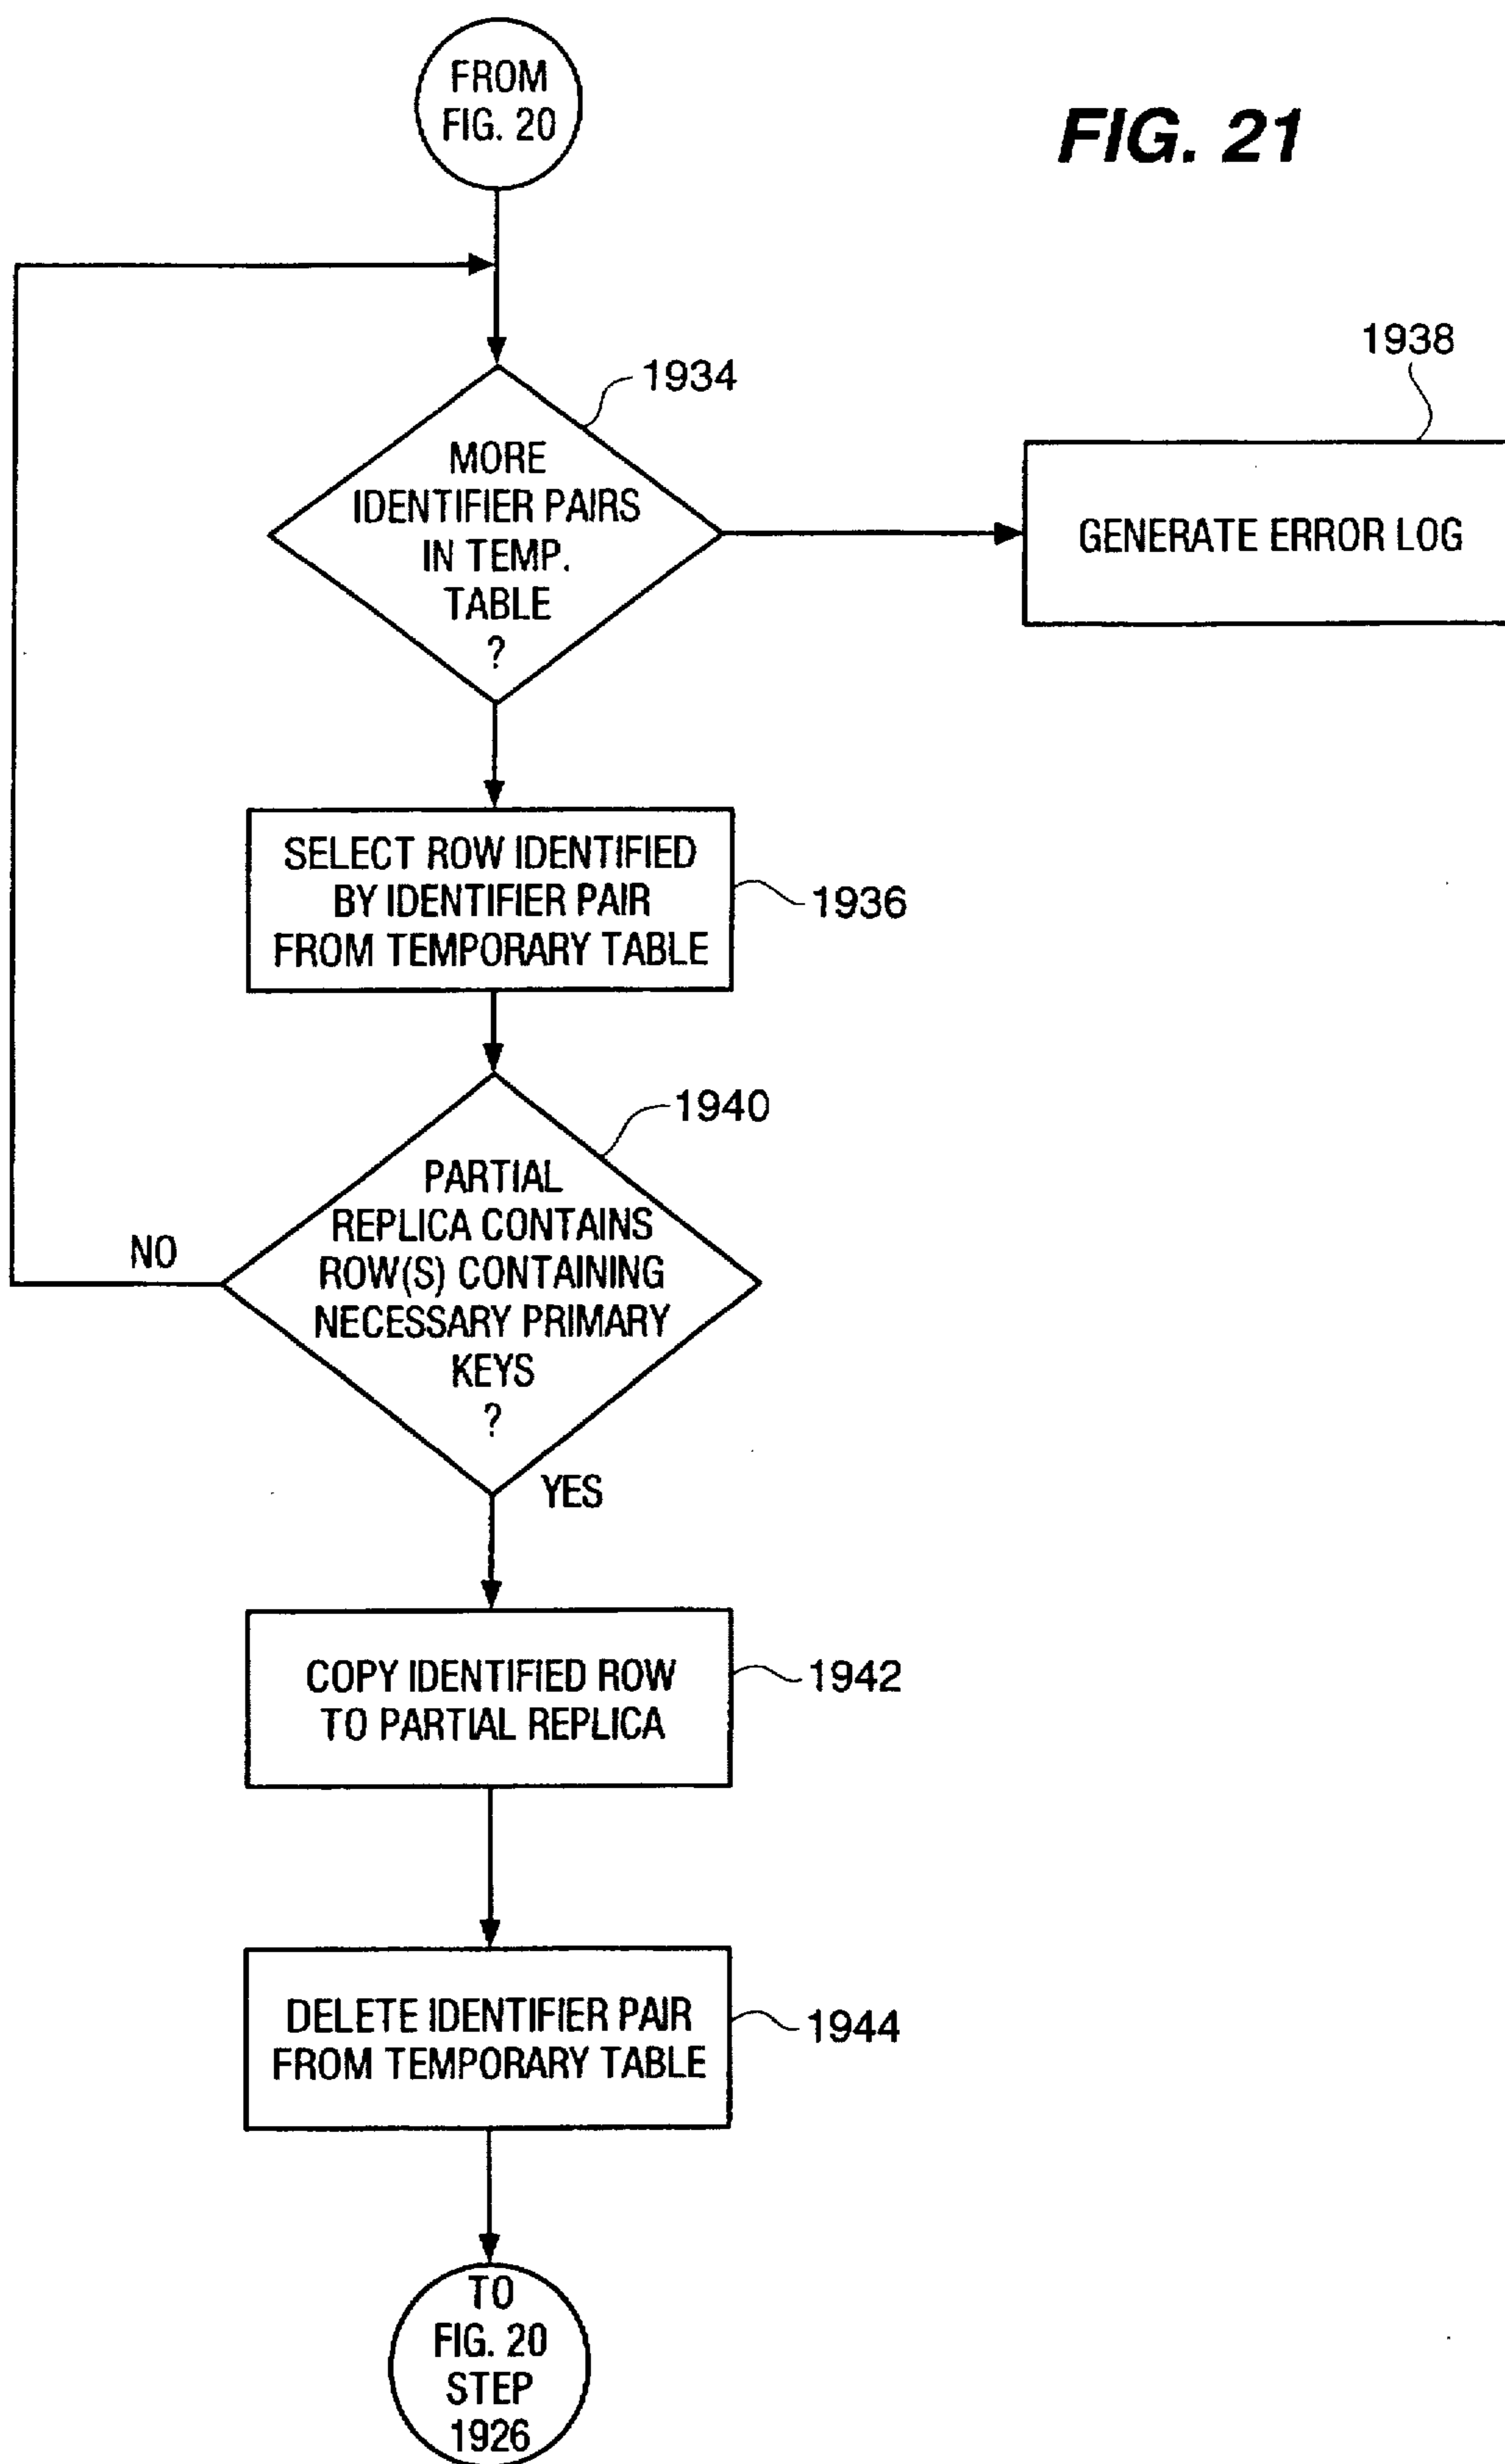 FROM
FIG. 20
FIG. 21
1934
MORE
IDENTIFIER PAIRS
IN TEMP.
TABLE
?
1938
GENERATE ERROR LOG
SELECT ROW IDENTIFIED
BY IDENTIFIER PAIR
FROM TEMPORARY TABLE
1936
1940
PARTIAL
REPLICA CONTAINS
ROW(S) CONTAINING
NECESSARY PRIMARY
KEYS
?
NO
YES
COPY IDENTIFIED ROW
TO PARTIAL REPLICA
1942
DELETE IDENTIFIER PAIR
FROM TEMPORARY TABLE
1944
TO
FIG. 20
STEP
1926